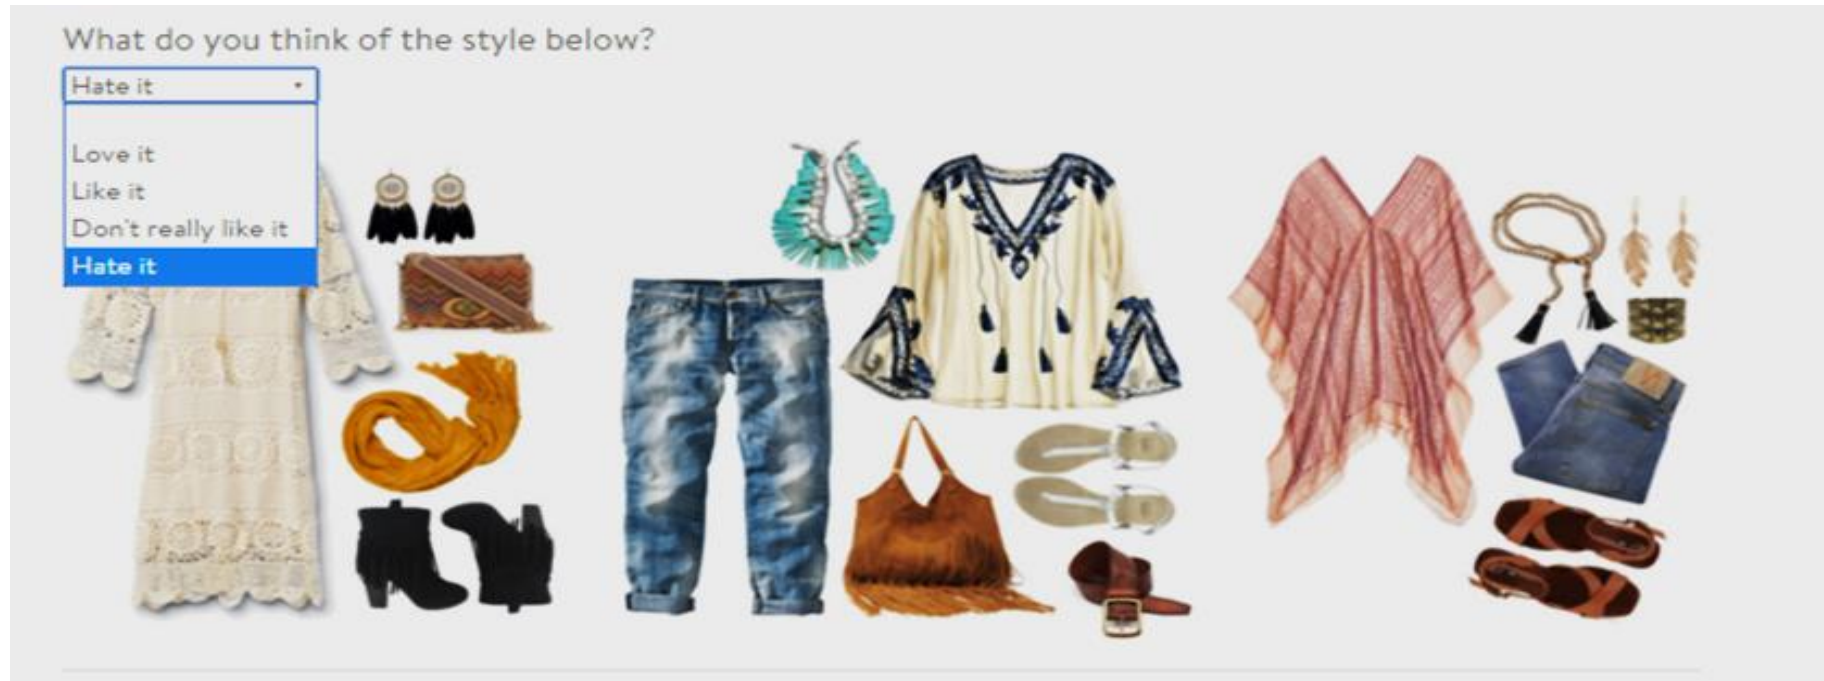 What do you think of the style below?
Hate it
Love it
Like it
Don't really like it
Hate it